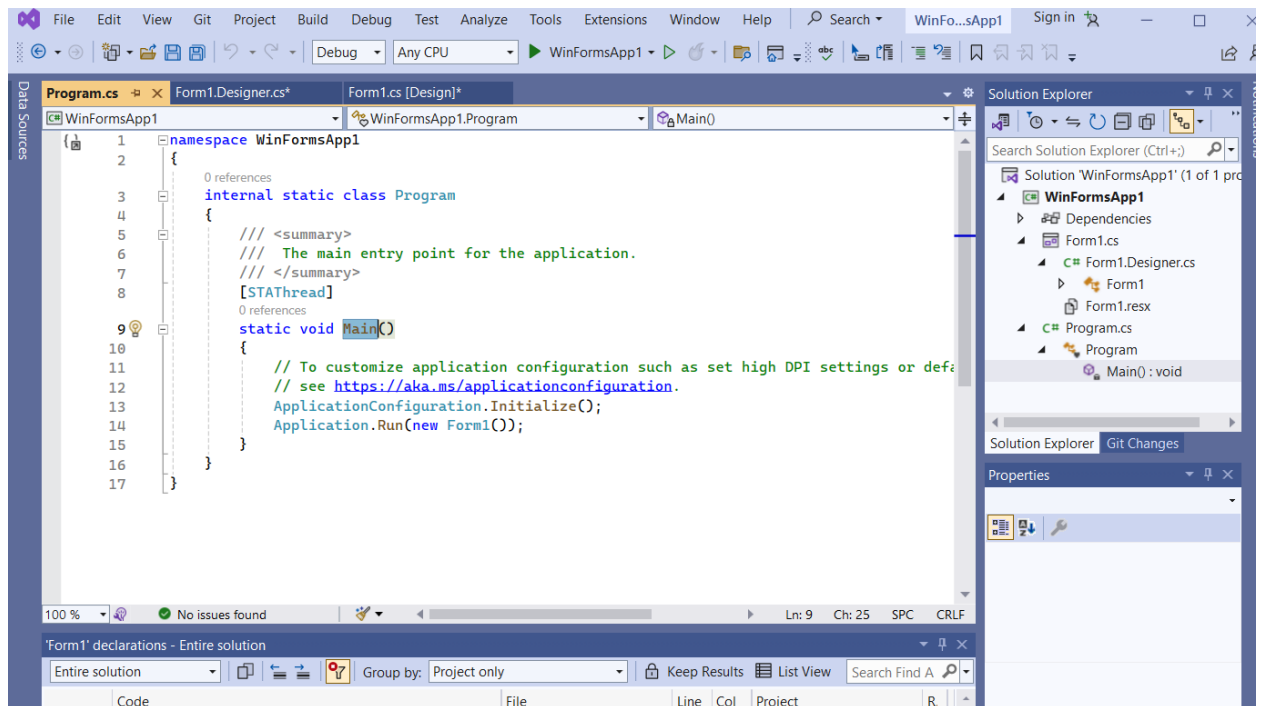 File Edit View Git Project Build Debug Test Analyze Tools Extensions Window Help Search WinFo...sApp1 Sign in
Debug Any CPU WinFormsApp1
Data Sources
Program.cs Form1.Designer.cs* Form1.cs [Design]*
WinFormsApp1 WinFormsApp1.Program Main()
1 namespace WinFormsApp1
2 {
0 references
3 internal static class Program
4 {
5 /// <summary>
6 /// The main entry point for the application.
7 /// </summary>
8 [STAThread]
0 references
9 static void Main()
10 {
11 // To customize application configuration such as set high DPI settings or defa
12 // see https://aka.ms/applicationconfiguration.
13 ApplicationConfiguration.Initialize();
14 Application.Run(new Form1());
15 }
16 }
17 }
100 % No issues found Ln: 9 Ch: 25 SPC CRLF
'Form1' declarations - Entire solution
Entire solution Group by: Project only Keep Results List View Search Find A
Code File Line Col Project R.
Solution Explorer
Search Solution Explorer (Ctrl+;)
Solution 'WinFormsApp1' (1 of 1 pro
C# WinFormsApp1
Dependencies
Form1.cs
C# Form1.Designer.cs
Form1
Form1.resx
C# Program.cs
Program
Main() : void
Solution Explorer Git Changes
Properties